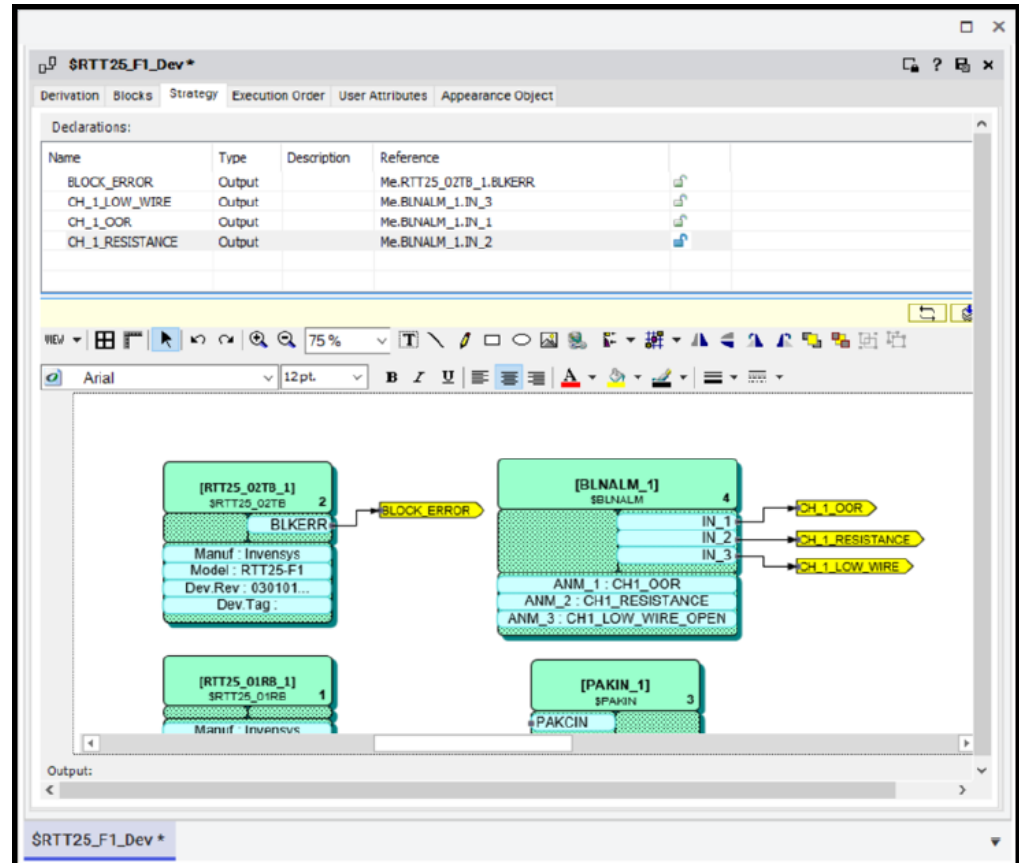 $RTT25_F1_Dev *
?
Derivation Blocks Strategy Execution Order User Attributes Appearance Object
Declarations:
Name Type Description Reference
BLOCK_ERROR Output Me.RTT25_02TB_1.BLKERR
CH_1_LOW_WIRE Output Me.BLNALM_1.IN_3
CH_1_OOR Output Me.BLNALM_1.IN_1
CH_1_RESISTANCE Output Me.BLNALM_1.IN_2
VIEW 75 % T
Arial 12pt. B I U A
[RTT25_02TB_1]
$RTT25_02TB 2
BLKERR
Manuf : Invensys
Model : RTT25-F1
Dev.Rev : 030101...
Dev.Tag :
BLOCK_ERROR
[BLNALM_1]
$BLNALM 4
IN_1
IN_2
IN_3
ANM_1 : CH1_OOR
ANM_2 : CH1_RESISTANCE
ANM_3 : CH1_LOW_WIRE_OPEN
CH_1_OOR
CH_1_RESISTANCE
CH_1_LOW_WIRE
[RTT25_01RB_1]
$RTT25_01RB 1
Manuf : Invensys
[PAKIN_1]
$PAKIN 3
PAKCIN
Output:
$RTT25_F1_Dev *